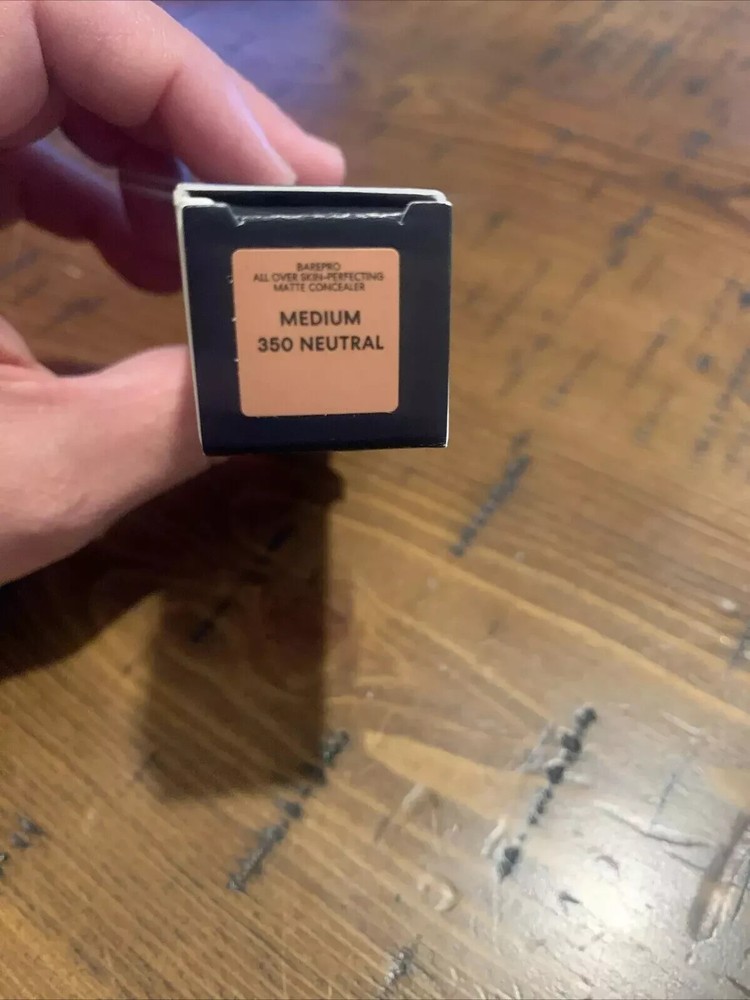 BAREPRO
ALL OVER SKIN-PERFECTING
MATTE CONCEALER
MEDIUM
350 NEUTRAL